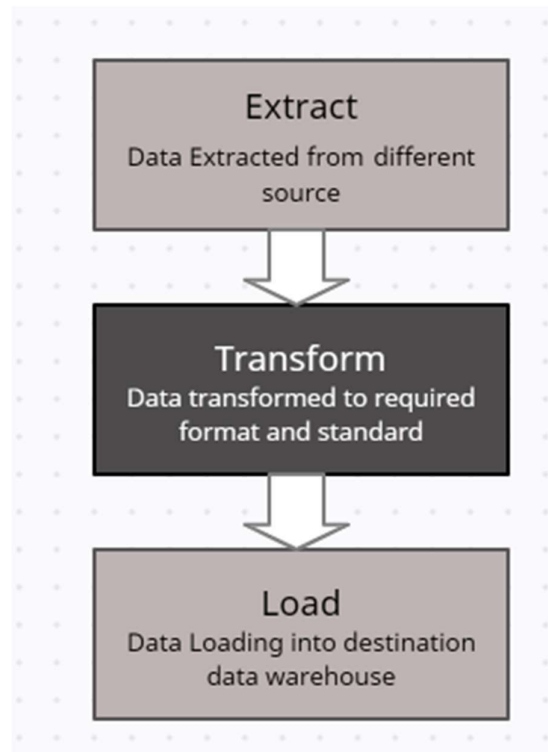 Extract
Data Extracted from different
source
Transform
Data transformed to required
format and standard
Load
Data Loading into destination
data warehouse